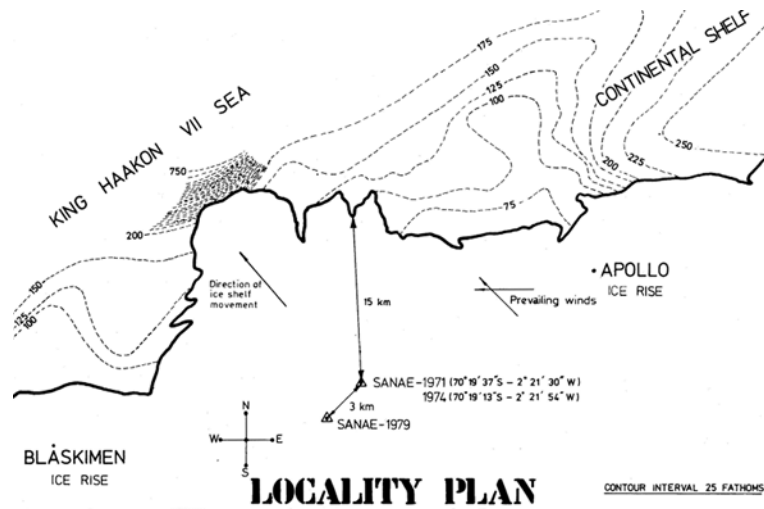 175
150
125
100
CONTINENTAL SHELF
KING HAAKON VII SEA
750
200
250
225
200
75
150
125
100
Direction of
ice shelf
movement
15 km
Prevailing winds
APOLLO
ICE RISE
SANAE-1971 (70° 19' 37" S - 2° 21' 30" W)
1974 (70° 19' 13" S - 2° 21' 54" W)
3 km
SANAE-1979
N
W E
S
BLÅSKIMEN
ICE RISE
LOCALITY PLAN
CONTOUR INTERVAL 25 FATHOMS